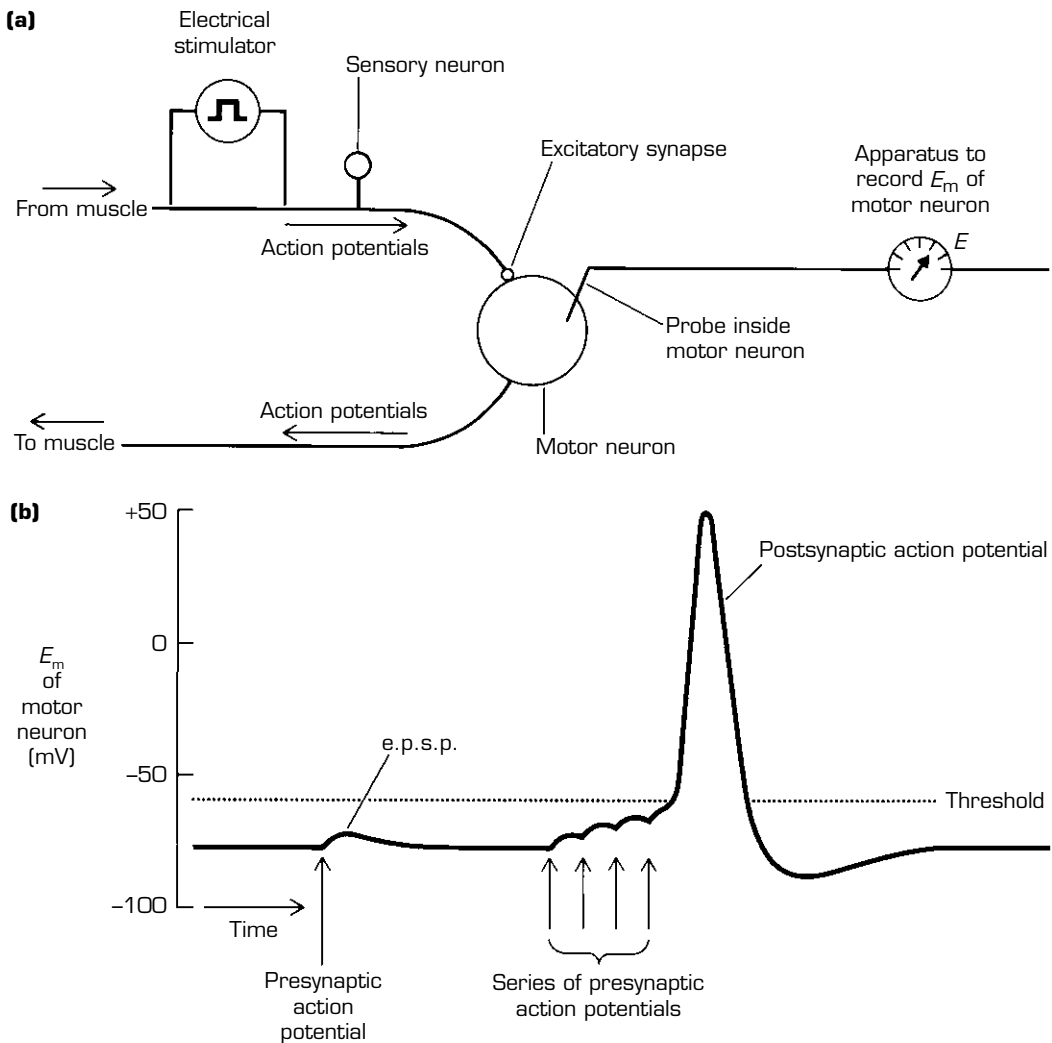 (a)
Electrical
stimulator
Sensory neuron
Excitatory synapse
Apparatus to
record Em of
motor neuron
E
From muscle
Action potentials
Probe inside
motor neuron
Action potentials
To muscle
Motor neuron
(b)
+50
Postsynaptic action potential
0
Em
of
motor
neuron
(mV)
e.p.s.p.
–50
Threshold
–100
Time
Presynaptic
action
potential
Series of presynaptic
action potentials